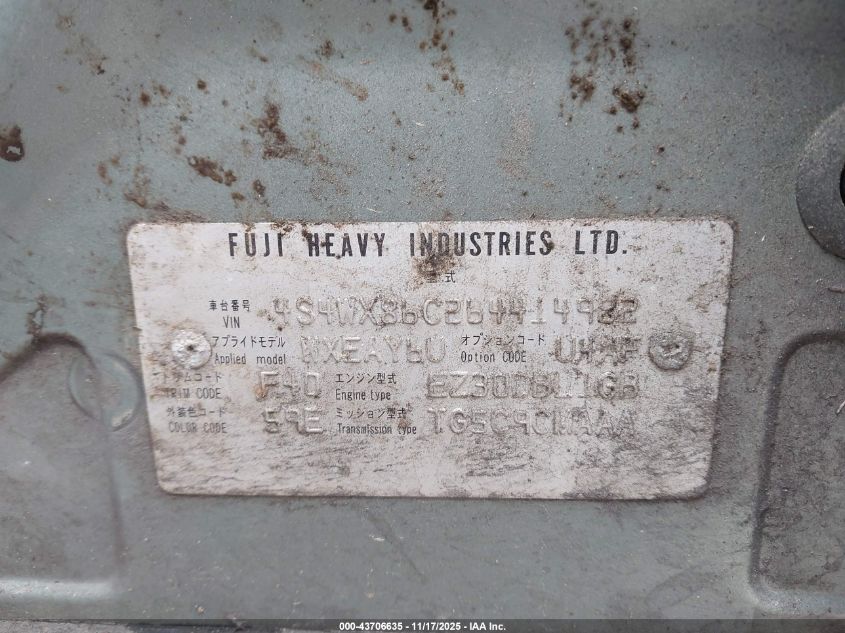 FUJI HEAVY INDUSTRIES LTD.
型式
車台番号 VIN 4S4WX86C264414922
アプライドモデル Applied model WXEAY6U オプションコード Option CODE
トリムコード TRIM CODE F40 エンジン型式 Engine type
外装色コード COLOR CODE 59E ミッション型式 Transmission type TG5C9CWAAA
000-43706635 - 11/17/2025 - IAA Inc.